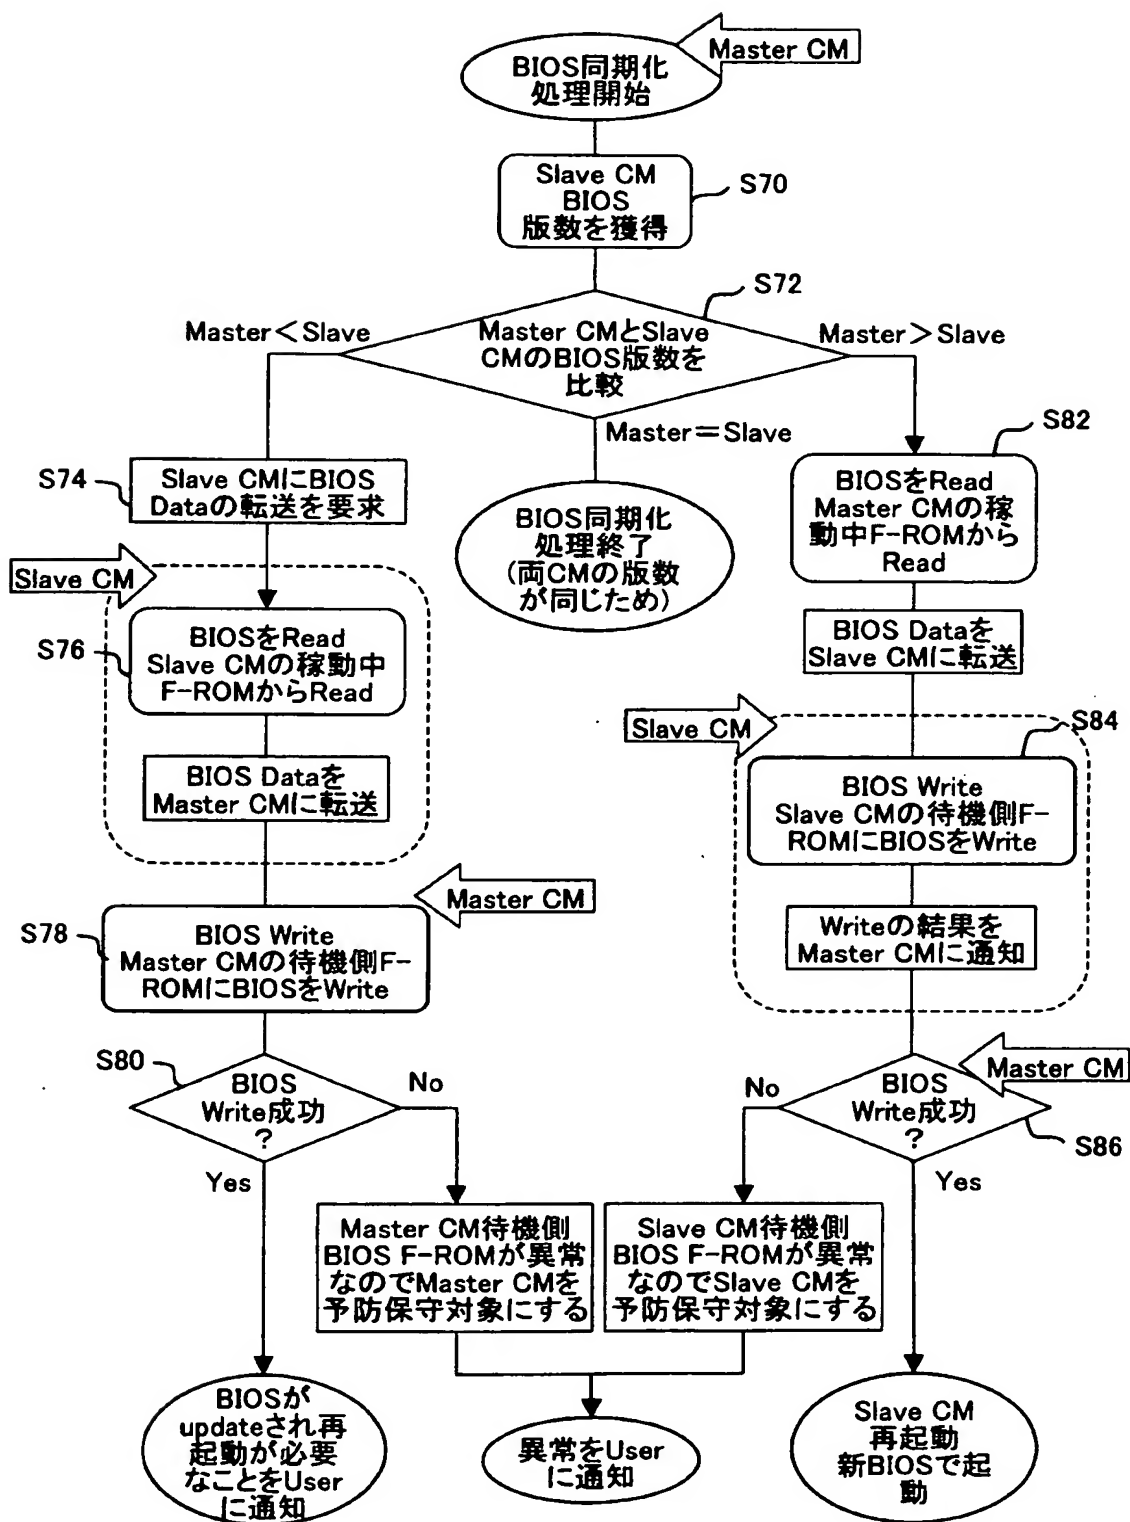 Master CM
BIOS同期化
処理開始
Slave CM
BIOS
版数を獲得
S70
S72
Master<Slave
Master CMとSlave
CMのBIOS版数を
比較
Master>Slave
Master=Slave
S82
S74
Slave CMにBIOS
Dataの転送を要求
BIOS同期化
処理終了
(両CMの版数
が同じため)
BIOSをRead
Master CMの稼
動中F-ROMから
Read
Slave CM
S76
BIOSをRead
Slave CMの稼動中
F-ROMからRead
BIOS Dataを
Slave CMに転送
Slave CM
S84
BIOS Dataを
Master CMに転送
BIOS Write
Slave CMの待機側F-
ROMにBIOSをWrite
Master CM
S78
BIOS Write
Master CMの待機側F-
ROMにBIOSをWrite
Writeの結果を
Master CMに通知
S80
BIOS
Write成功
?
No
Yes
Master CM
No
BIOS
Write成功
?
S86
Yes
Master CM待機側
BIOS F-ROMが異常
なのでMaster CMを
予防保守対象にする
Slave CM待機側
BIOS F-ROMが異常
なのでSlave CMを
予防保守対象にする
BIOSが
updateされ再
起動が必要
なことをUser
に通知
異常をUser
に通知
Slave CM
再起動
新BIOSで起
動